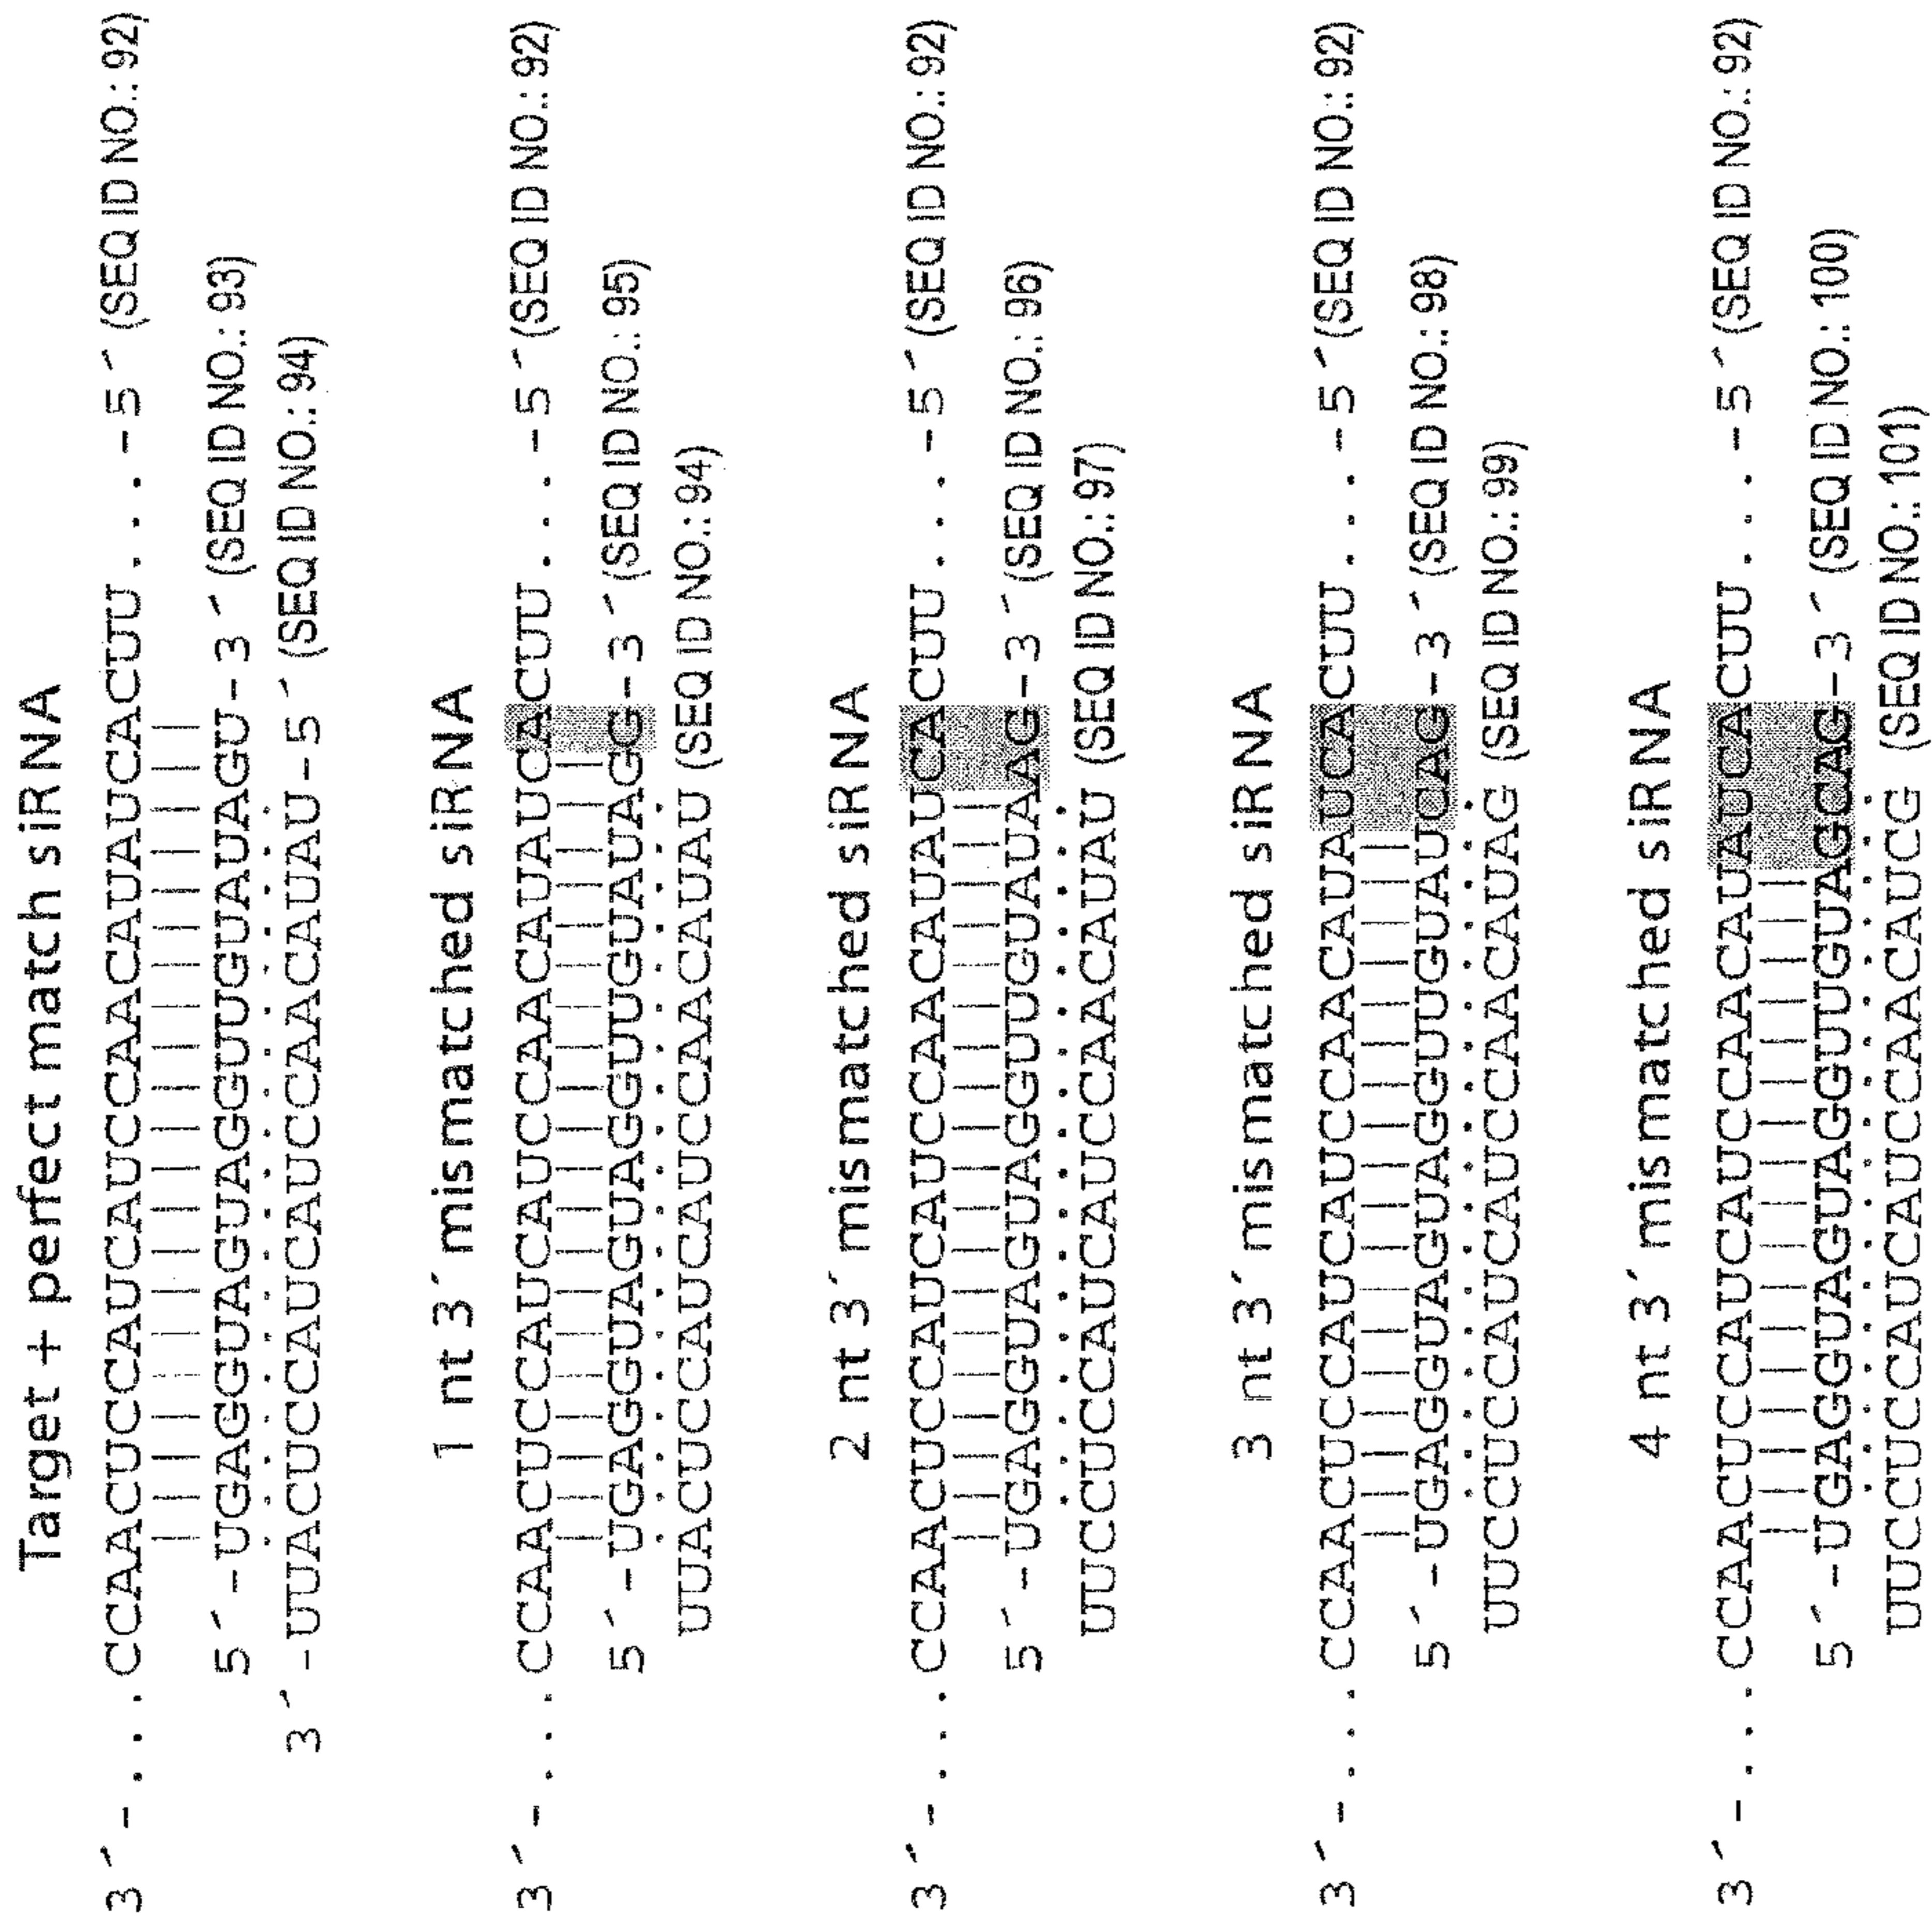 Target + perfect match siRNA
3´-...CCAACUCCAUCAUCCAACAUAUCACUU...-5´ (SEQ ID NO.: 92)
5´-UGAGGUAGUAGGUUGUAUAGU-3´ (SEQ ID NO.: 93)
3´-UUACUCCAUCAUCCAACAUAU-5´ (SEQ ID NO.: 94)
1 nt 3´mismatched siRNA
3´-...CCAACUCCAUCAUCCAACAUAUCACUU...-5´(SEQ ID NO.: 92)
5´-UGAGGUAGUAGGUUGUAUAGG-3´(SEQ ID NO.: 95)
UUACUCCAUCAUCCAACAUAU (SEQ ID NO.: 94)
2 nt 3´mismatched siRNA
3´-...CCAACUCCAUCAUCCAACAUAUCACUU...-5´(SEQ ID NO.: 92)
5´-UGAGGUAGUAGGUUGUAUAAG-3´(SEQ ID NO.: 96)
UUCCUCCAUCAUCCAACAUAU (SEQ ID NO.: 97)
3 nt 3´mismatched siRNA
3´-...CCAACUCCAUCAUCCAACAUAUCACUU...-5´(SEQ ID NO.: 92)
5´-UGAGGUAGUAGGUUGUAUCAG-3´ (SEQ ID NO.: 98)
UUCCUCCAUCAUCCAACAUAG (SEQ ID NO.: 99)
4 nt 3´mismatched siRNA
3´-...CCAACUCCAUCAUCCAACAUAUCACUU...-5´(SEQ ID NO.: 92)
5´-UGAGGUAGUAGGUUGUAGCAG-3´ (SEQ ID NO.: 100)
UUCCUCCAUCAUCCAACAUCG (SEQ ID NO.: 101)